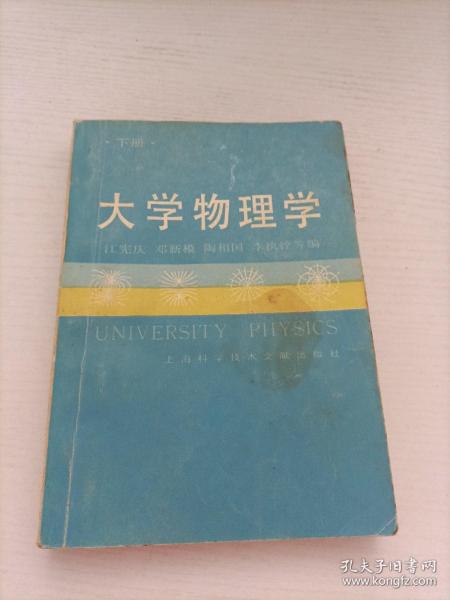 ·下册·
大学物理学
江宪庆 邓新模 陶相国 李执铃等编
UNIVERSITY PHYSICS
上海科学技术文献出版社
孔夫子旧书网
www.kongfz.com